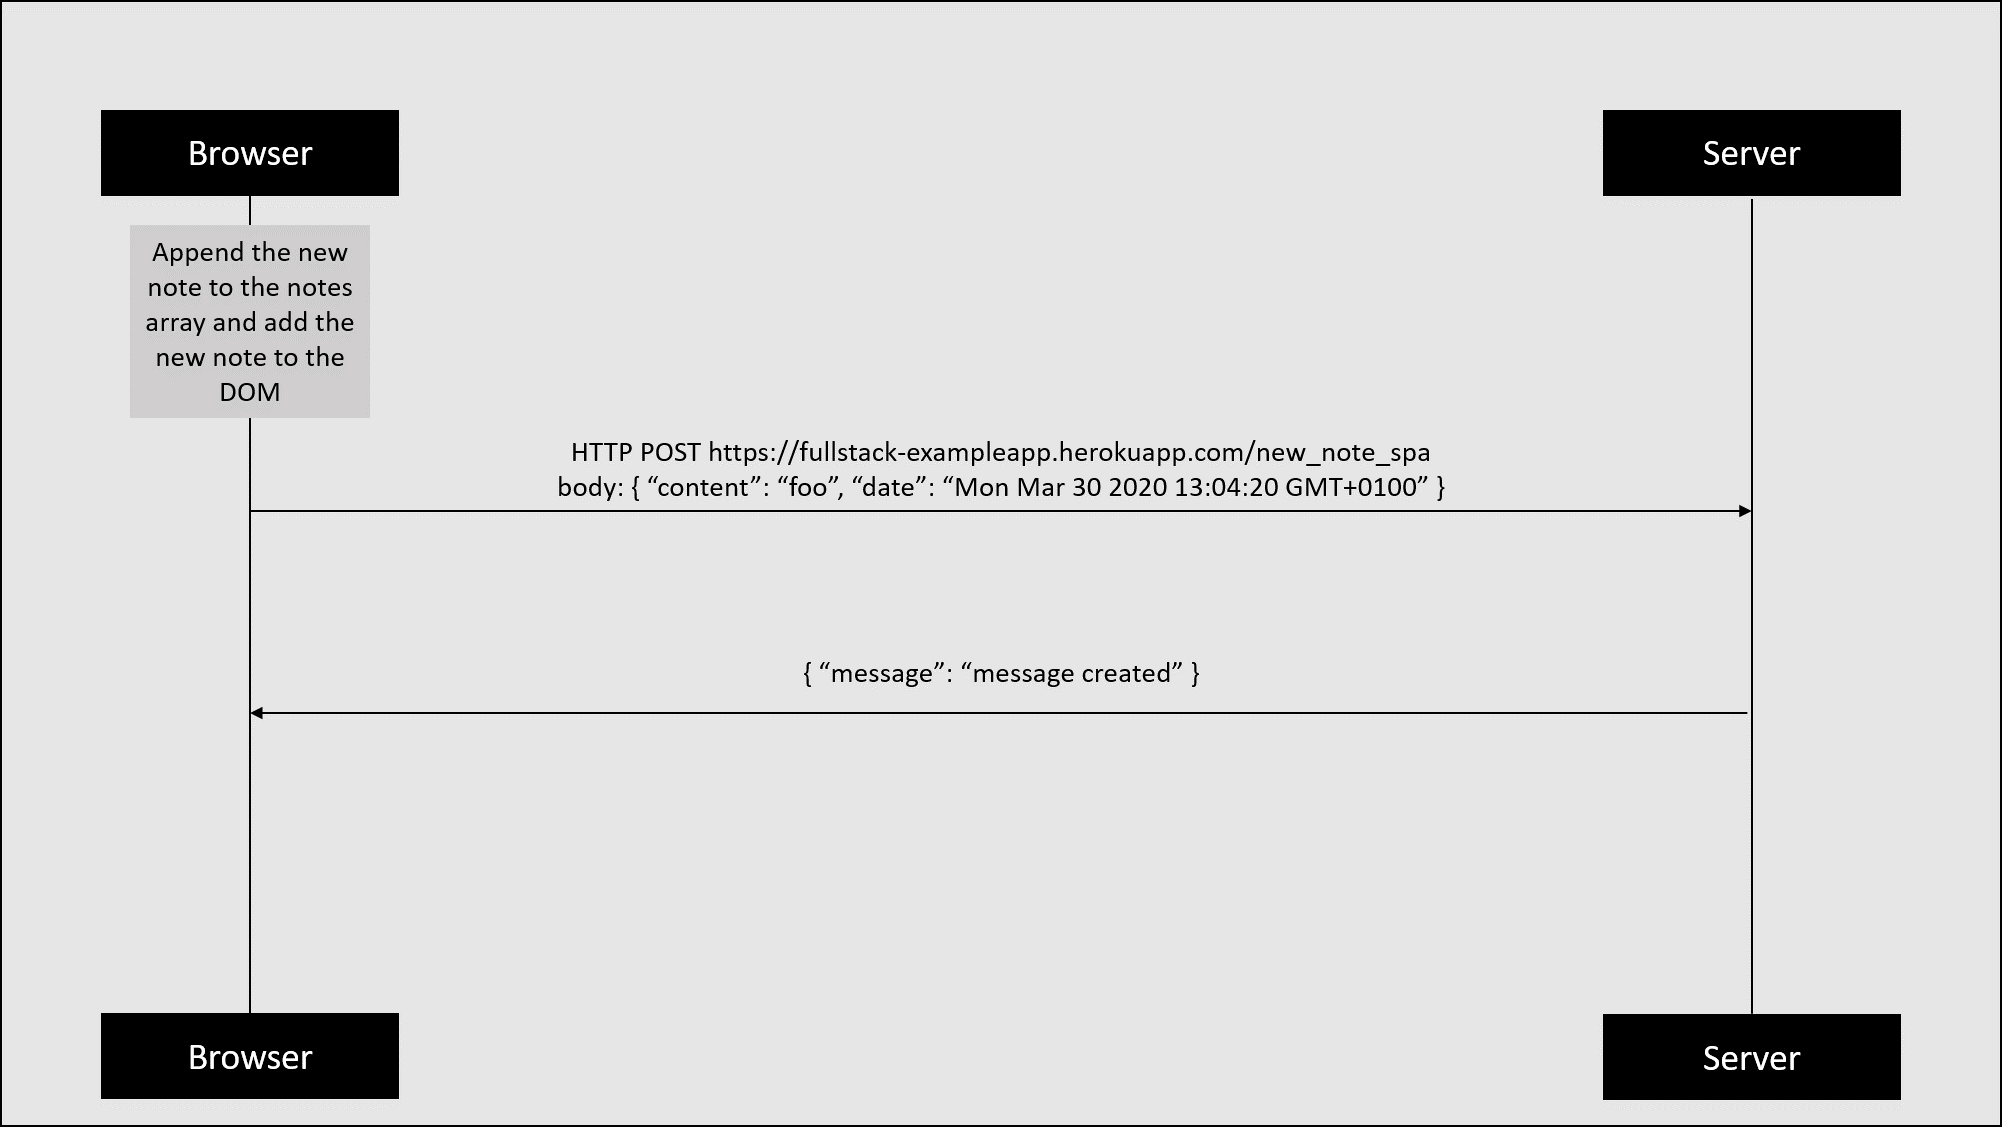 Browser
Server
Append the new
note to the notes
array and add the
new note to the
DOM
HTTP POST https://fullstack-exampleapp.herokuapp.com/new_note_spa
body: { “content”: “foo”, “date”: “Mon Mar 30 2020 13:04:20 GMT+0100” }
{ “message”: “message created” }
Browser
Server